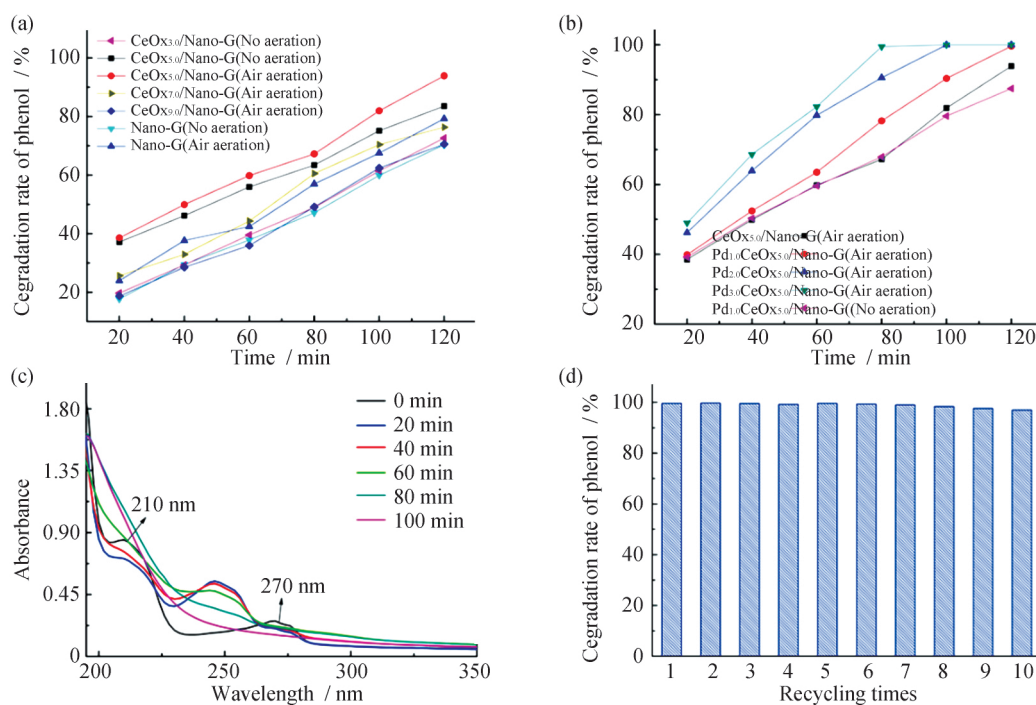 (a)
Cegradation rate of phenol / %
100
80
60
40
20
CeOx3.0/Nano-G(No aeration)
CeOx5.0/Nano-G(No aeration)
CeOx5.0/Nano-G(Air aeration)
CeOx7.0/Nano-G(Air aeration)
CeOx9.0/Nano-G(Air aeration)
Nano-G(No aeration)
Nano-G(Air aeration)
20 40 60 80 100 120
Time / min
(b)
Cegradation rate of phenol / %
100
80
60
40
20
CeOx5.0/Nano-G(Air aeration)
Pd1.0CeOx5.0/Nano-G(Air aeration)
Pd2.0CeOx5.0/Nano-G(Air aeration)
Pd3.0CeOx5.0/Nano-G(Air aeration)
Pd1.0CeOx5.0/Nano-G((No aeration)
20 40 60 80 100 120
Time / min
(c)
Absorbance
1.80
1.35
0.90
0.45
0
210 nm
270 nm
0 min
20 min
40 min
60 min
80 min
100 min
200 250 300 350
Wavelength / nm
(d)
Cegradation rate of phenol / %
100
80
60
40
20
0
1 2 3 4 5 6 7 8 9 10
Recycling times